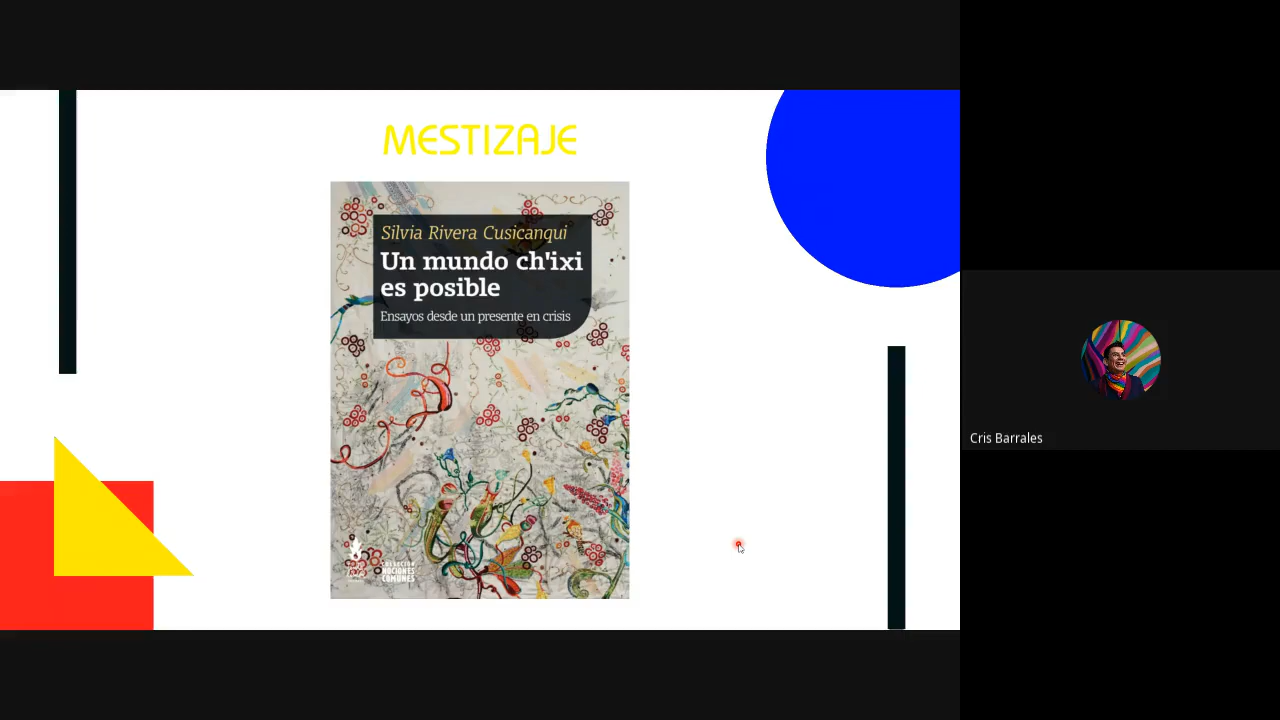 MESTIZAJE
Silvia Rivera Cusicanqui
Un mundo ch'ixi
es posible
Ensayos desde un presente en crisis
COLECCIÓN
NOCIONES
COMUNES
Cris Barrales